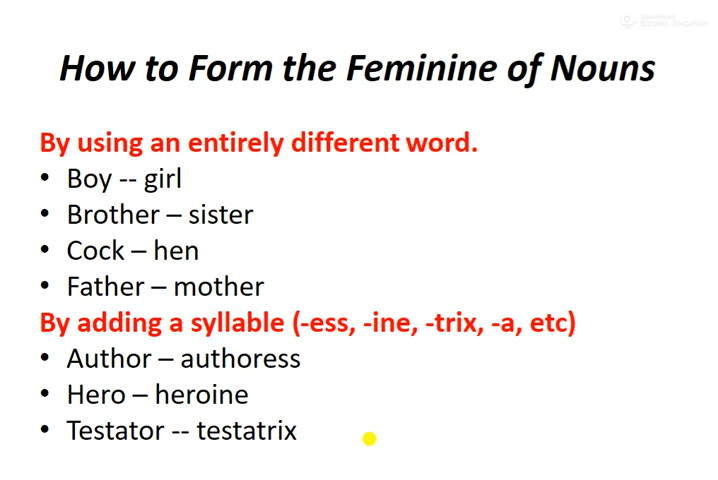 How to Form the Feminine of Nouns
By using an entirely different word.
• Boy -- girl
• Brother – sister
• Cock – hen
• Father – mother
By adding a syllable (-ess, -ine, -trix, -a, etc)
• Author – authoress
• Hero – heroine
• Testator -- testatrix